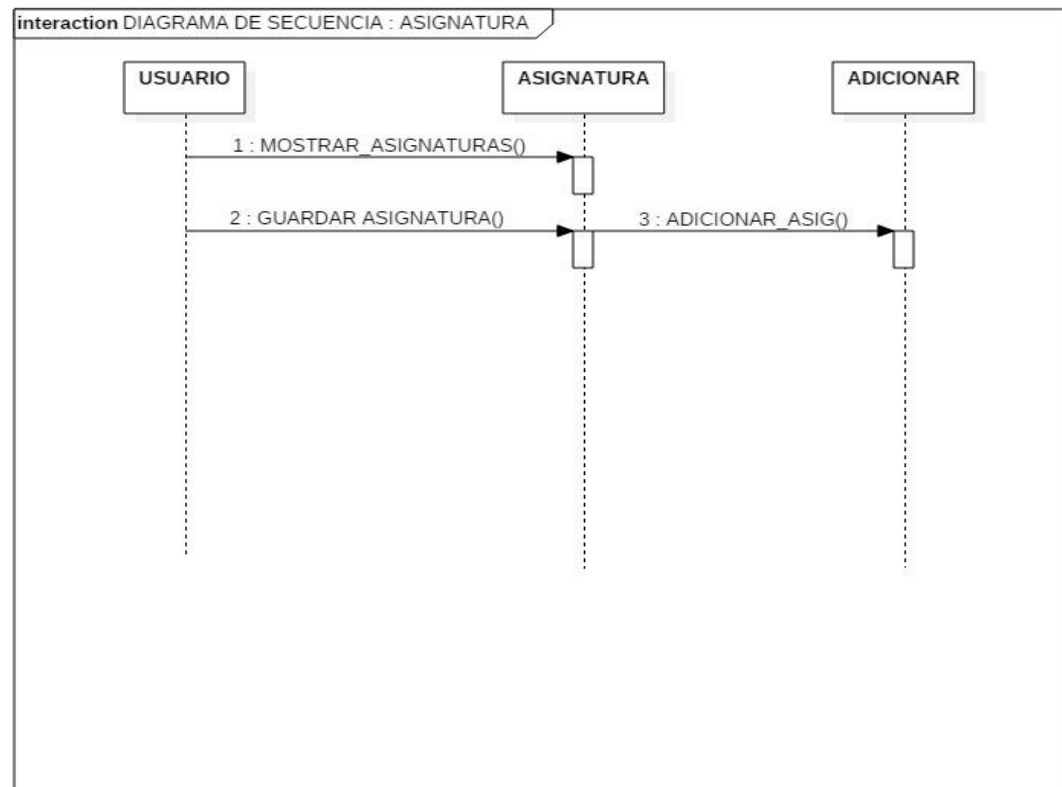 interaction DIAGRAMA DE SECUENCIA : ASIGNATURA
USUARIO
ASIGNATURA
ADICIONAR
1 : MOSTRAR_ASIGNATURAS()
2 : GUARDAR ASIGNATURA()
3 : ADICIONAR_ASIG()